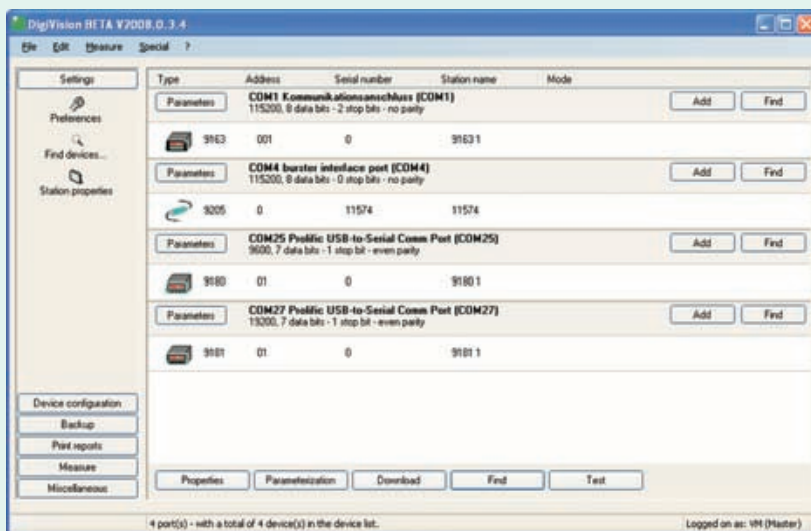 DigiVision BETA V2008.0.3.4
File Edit Measure Special ?
Settings
Preferences
Find devices...
Station properties
Device configuration
Backup
Print reports
Measure
Miscellaneous
Type Address Serial number Station name Mode
Parameters COM1 Kommunikationsanschluss (COM1) Add Find
115200, 8 data bits - 2 stop bits - no parity
9163 001 0 9163 1
Parameters COM4 burster interface port (COM4) Add Find
115200, 8 data bits - 0 stop bits - no parity
9205 0 11574 11574
Parameters COM25 Prolific USB-to-Serial Comm Port (COM25) Add Find
9600, 7 data bits - 1 stop bit - even parity
9180 01 0 9180 1
Parameters COM27 Prolific USB-to-Serial Comm Port (COM27) Add Find
19200, 7 data bits - 1 stop bit - even parity
9181 01 0 9181 1
Properties Parameterization Download Find Test
4 port(s) - with a total of 4 device(s) in the device list. Logged on as: VM (Master)